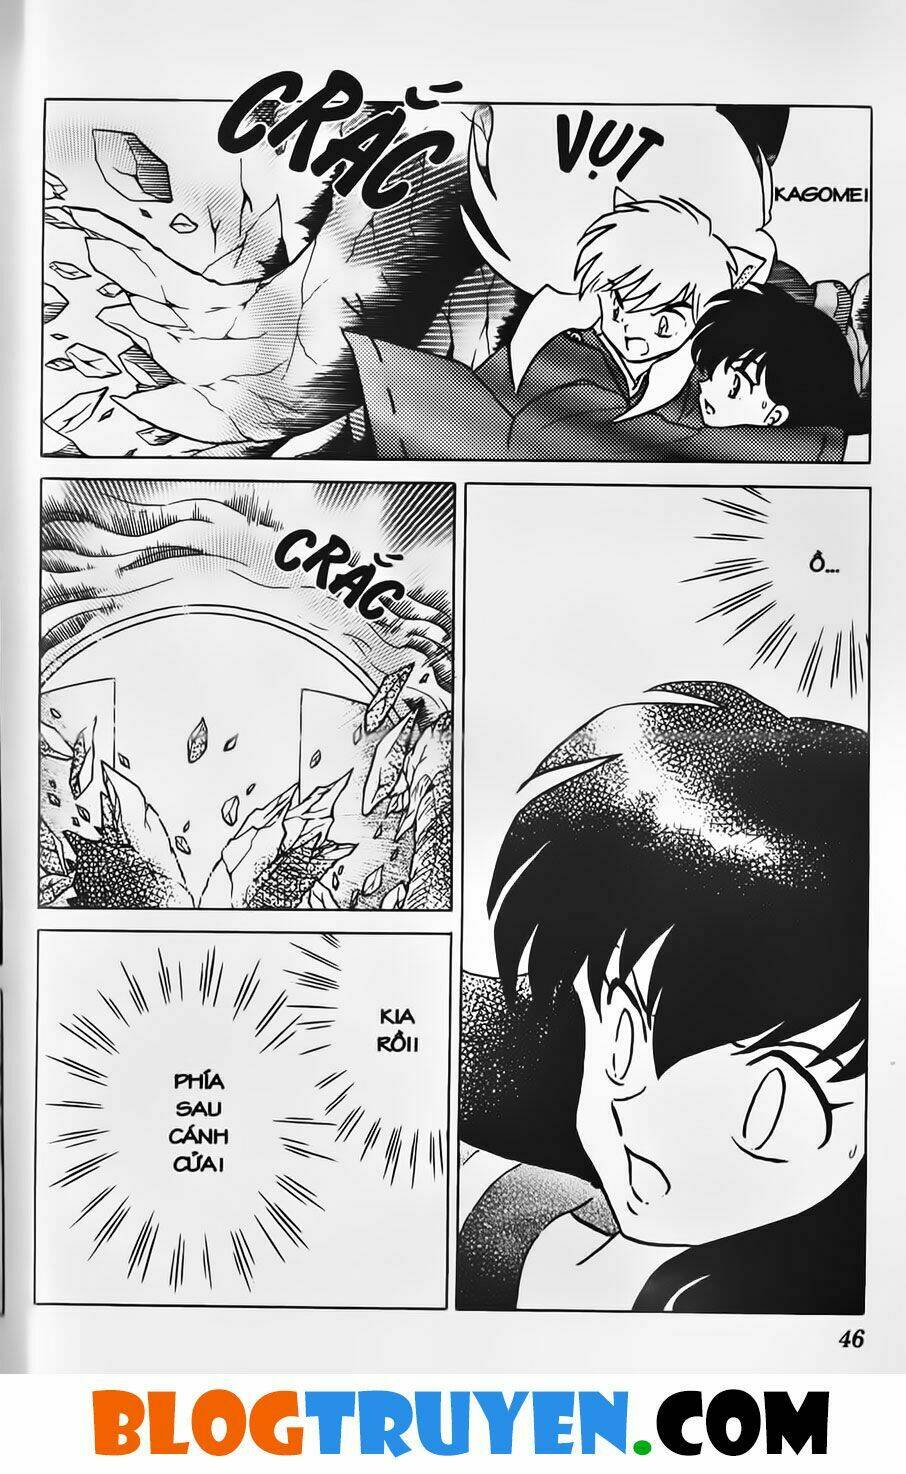 CRẮC
VỤT
KAGOME!
CRẮC
Ồ...
KIA
RỒI!
PHÍA
SAU
CÁNH
CỬA!
46
BLOGTRUYEN.COM